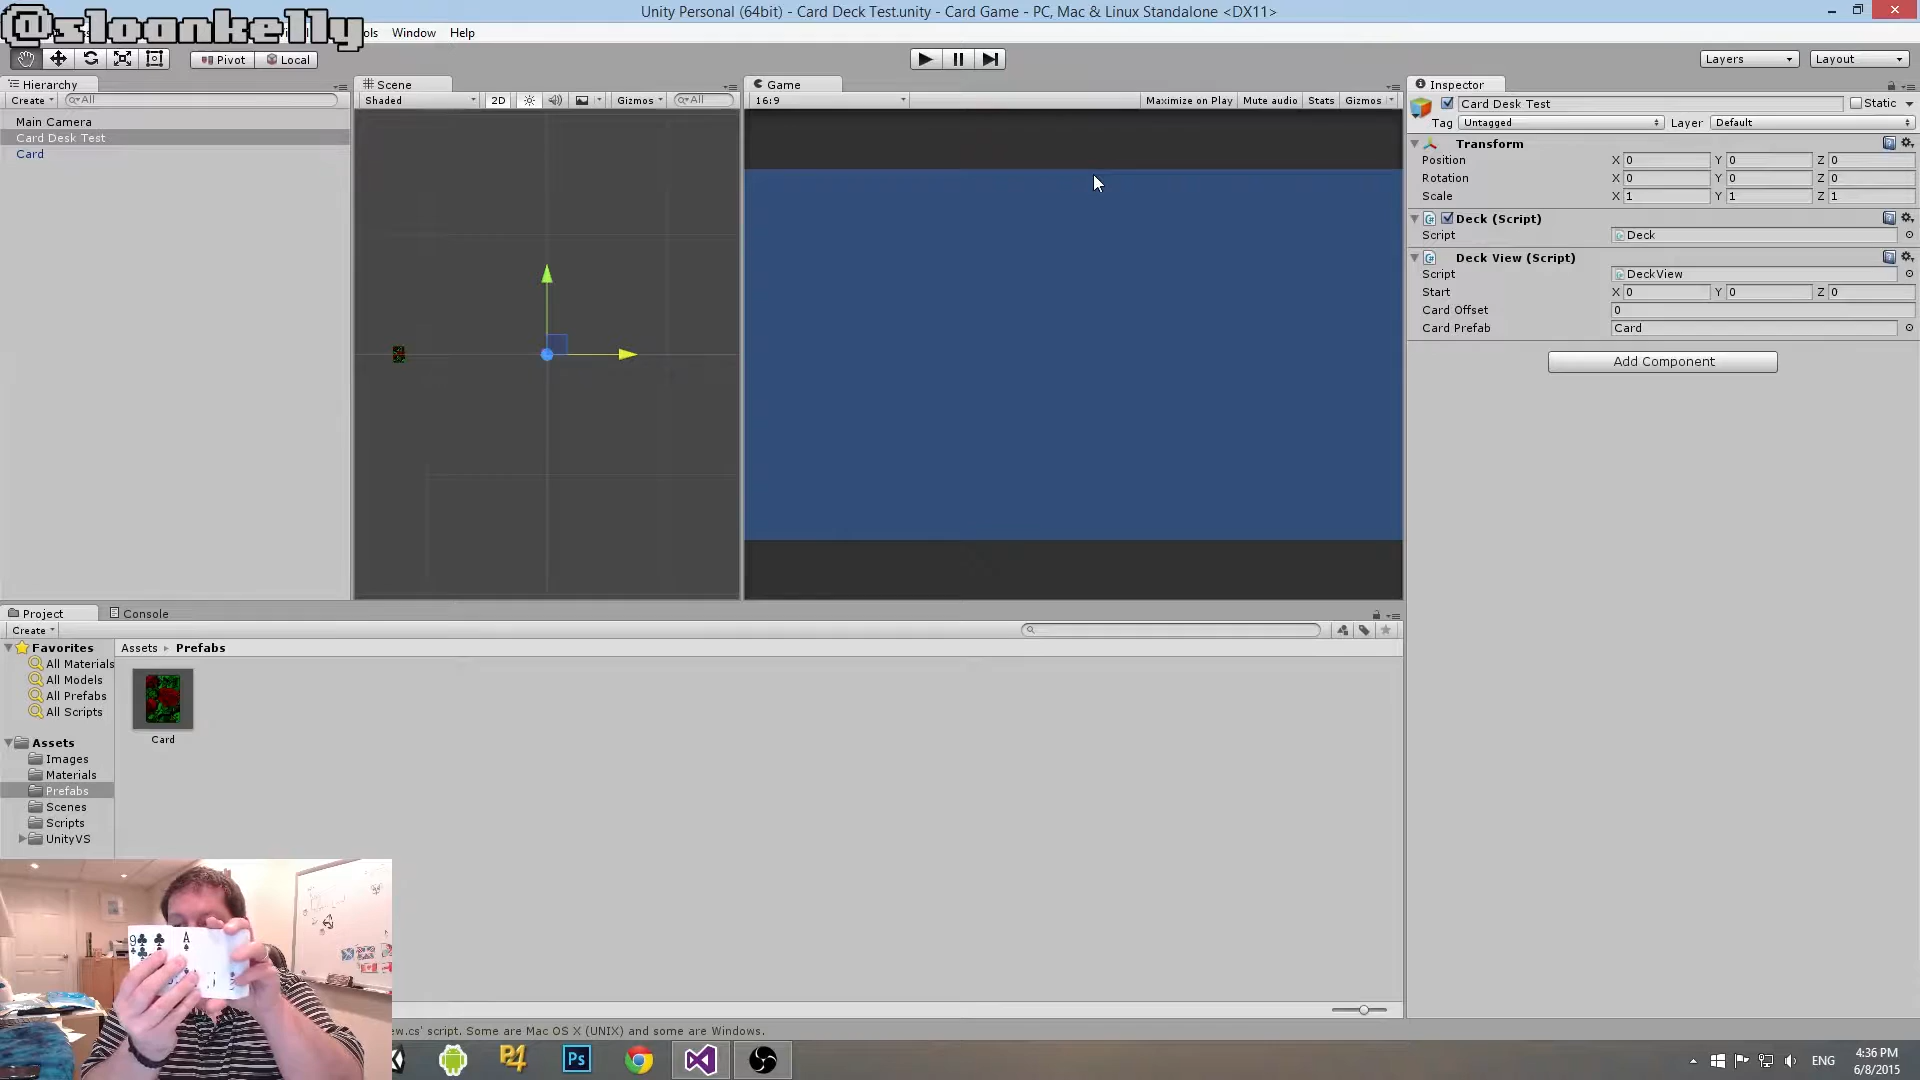 Unity Personal (64bit) - Card Deck Test.unity - Card Game - PC, Mac & Linux Standalone <DX11>
@sloankelly
Window Help
Pivot Local
Layers Layout
Hierarchy
Create All
Main Camera
Card Desk Test
Card
Scene
Shaded 2D Gizmos All
Game
16:9 Maximize on Play Mute audio Stats Gizmos
Inspector
Card Desk Test Static
Tag Untagged Layer Default
Transform
Position X 0 Y 0 Z 0
Rotation X 0 Y 0 Z 0
Scale X 1 Y 1 Z 1
Deck (Script)
Script Deck
Deck View (Script)
Script DeckView
Start X 0 Y 0 Z 0
Card Offset 0
Card Prefab Card
Add Component
Project Console
Create
Favorites
All Materials
All Models
All Prefabs
All Scripts
Assets
Images
Materials
Prefabs
Scenes
Scripts
UnityVS
Assets Prefabs
Card
9 A
ew.cs' script. Some are Mac OS X (UNIX) and some are Windows.
P4 Ps
ENG
4:36 PM
6/8/2015